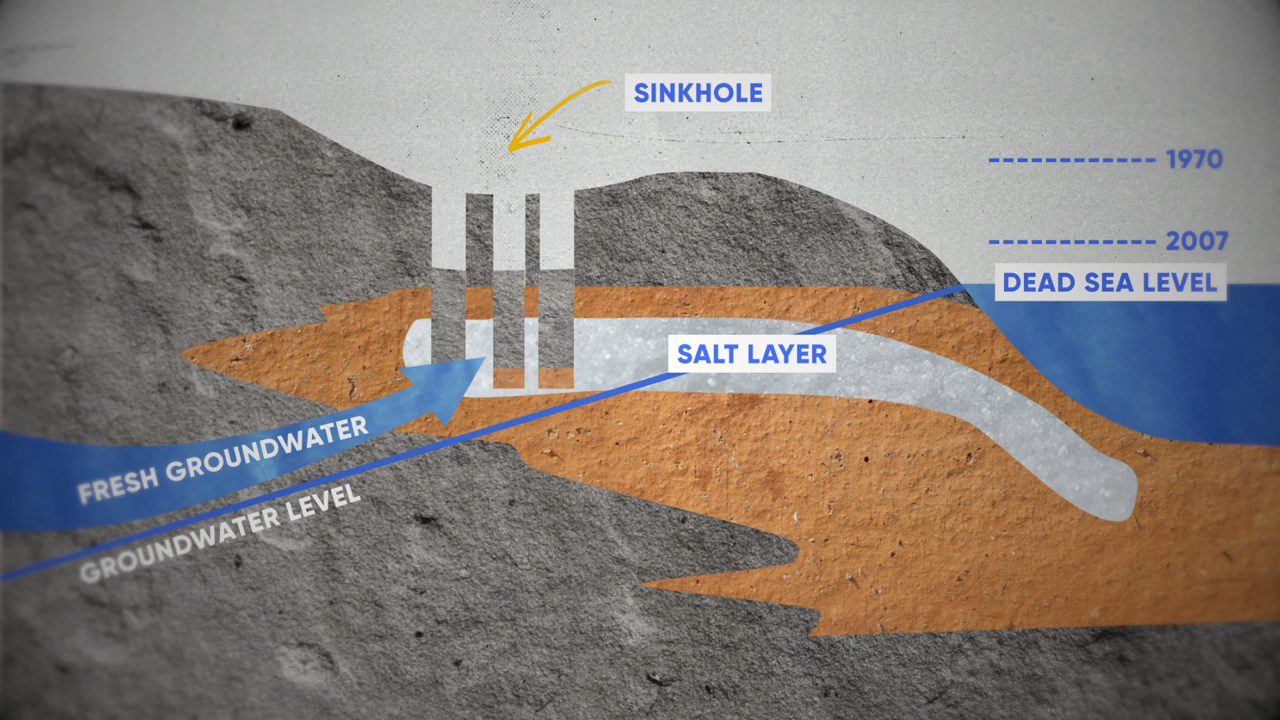 SINKHOLE
1970
2007
DEAD SEA LEVEL
SALT LAYER
FRESH GROUNDWATER
GROUNDWATER LEVEL